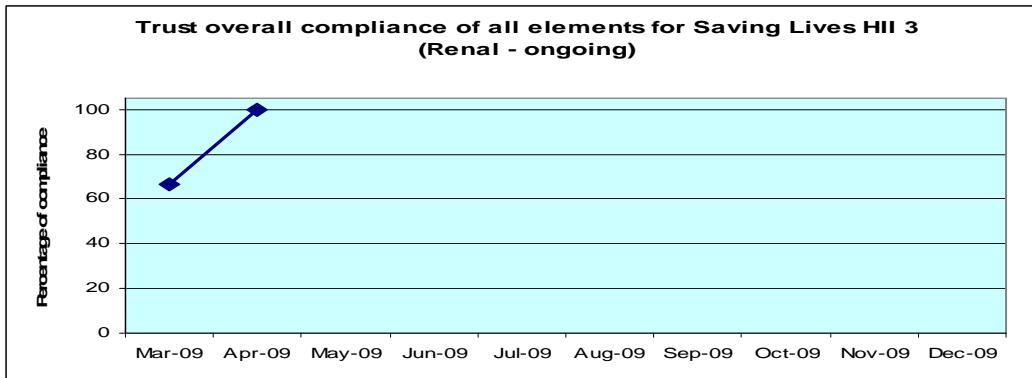 Trust overall compliance of all elements for Saving Lives HII 3
(Renal - ongoing)
Percentage of compliance
100
80
60
40
20
0
Mar-09 Apr-09 May-09 Jun-09 Jul-09 Aug-09 Sep-09 Oct-09 Nov-09 Dec-09